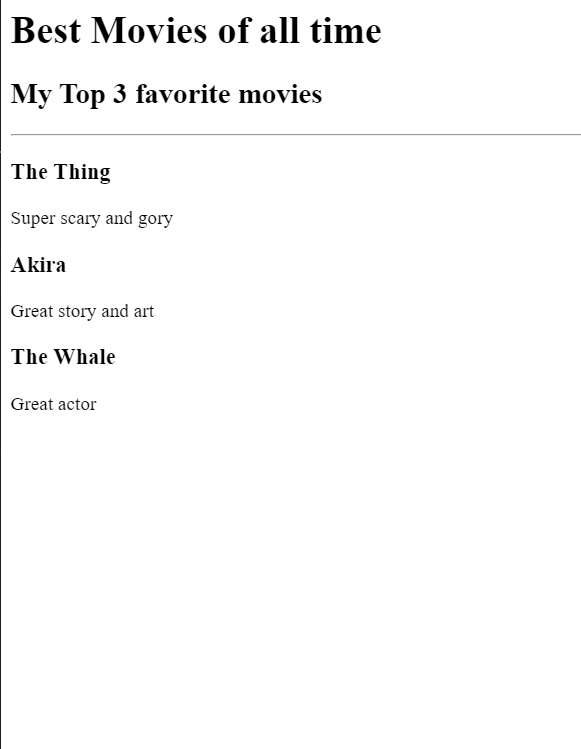 Best Movies of all time
My Top 3 favorite movies
The Thing
Super scary and gory
Akira
Great story and art
The Whale
Great actor